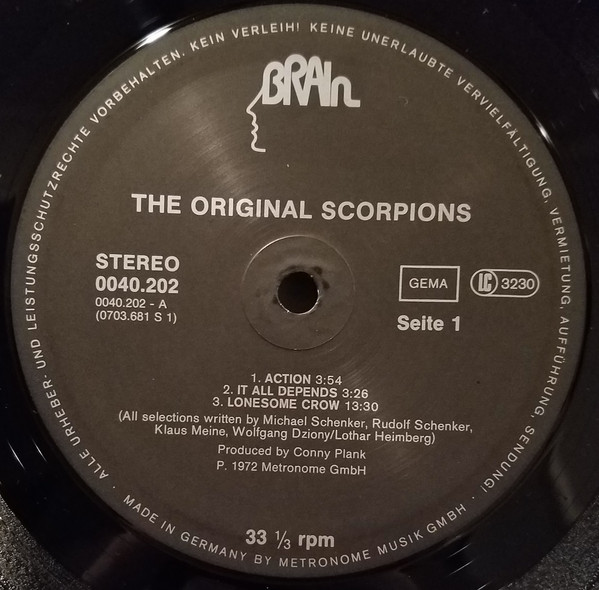 BRAIN
THE ORIGINAL SCORPIONS
STEREO
0040.202
0040.202 - A
(0703.681 S 1)
GEMA
LC 3230
Seite 1
1. ACTION 3:54
2. IT ALL DEPENDS 3:26
3. LONESOME CROW 13:30
(All selections written by Michael Schenker, Rudolf Schenker,
Klaus Meine, Wolfgang Dziony/Lothar Heimberg)
Produced by Conny Plank
P. 1972 Metronome GmbH
33 1/3 rpm
· ALLE URHEBER- UND LEISTUNGSSCHUTZRECHTE VORBEHALTEN. KEIN VERLEIH! KEINE UNERLAUBTE VERVIELFÄLTIGUNG, VERMIETUNG, AUFFÜHRUNG, SENDUNG!
· MADE IN GERMANY BY METRONOME MUSIK GMBH ·